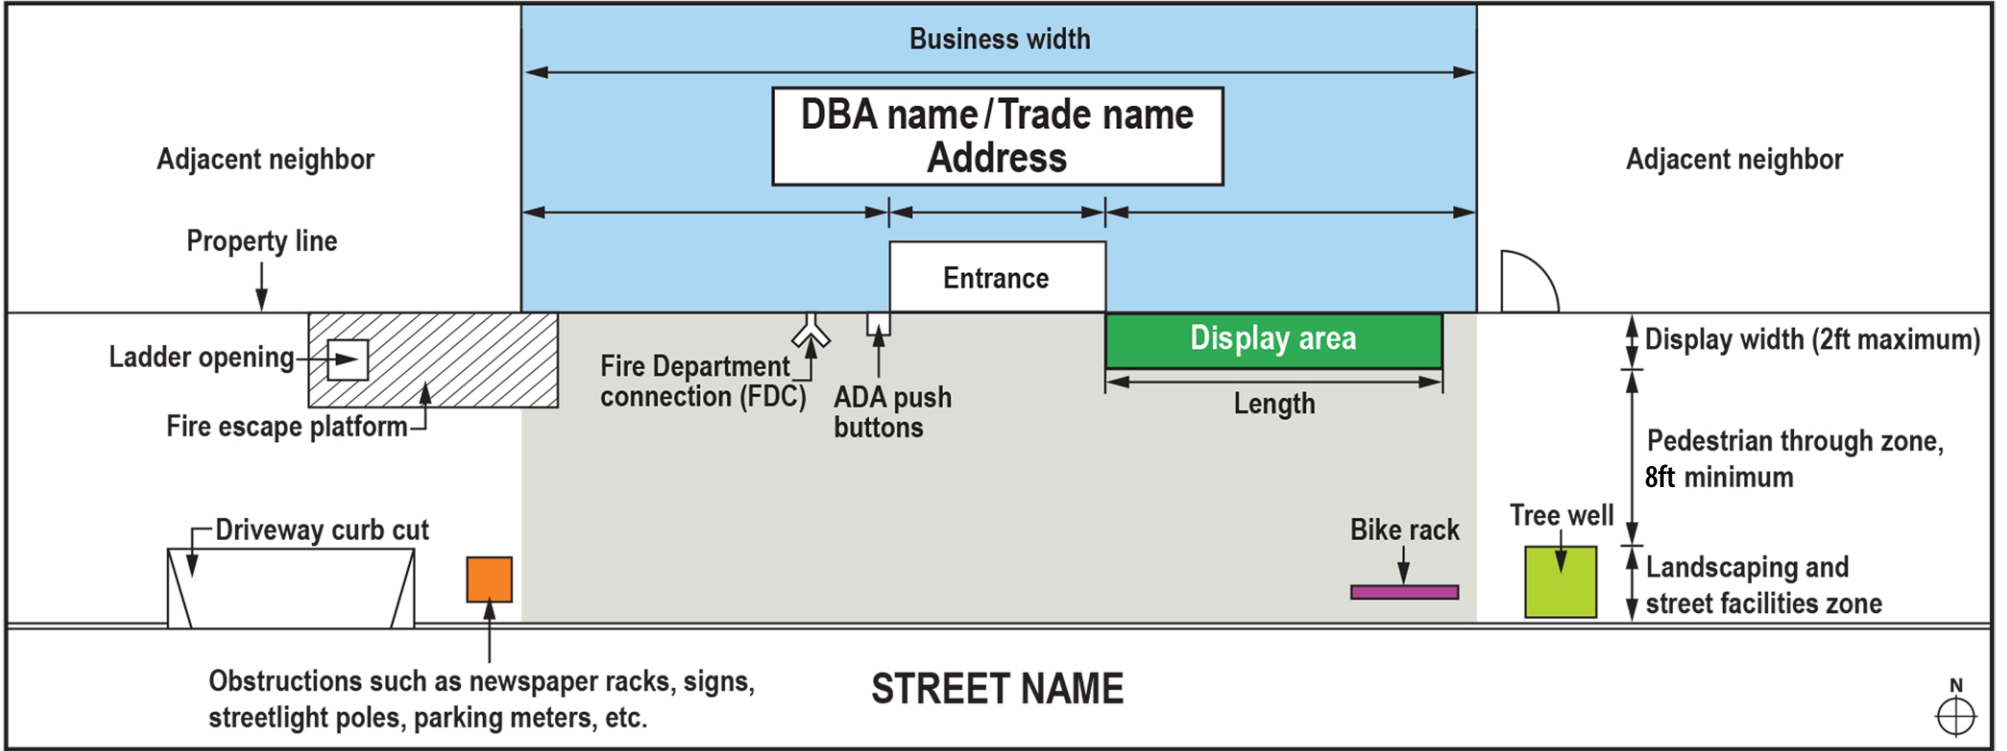 Business width
DBA name/Trade name
Address
Adjacent neighbor
Adjacent neighbor
Property line
Entrance
Ladder opening
Fire escape platform
Fire Department
connection (FDC)
ADA push
buttons
Display area
Length
Display width (2ft maximum)
Pedestrian through zone,
8ft minimum
Driveway curb cut
Bike rack
Tree well
Landscaping and
street facilities zone
Obstructions such as newspaper racks, signs,
streetlight poles, parking meters, etc.
STREET NAME
N